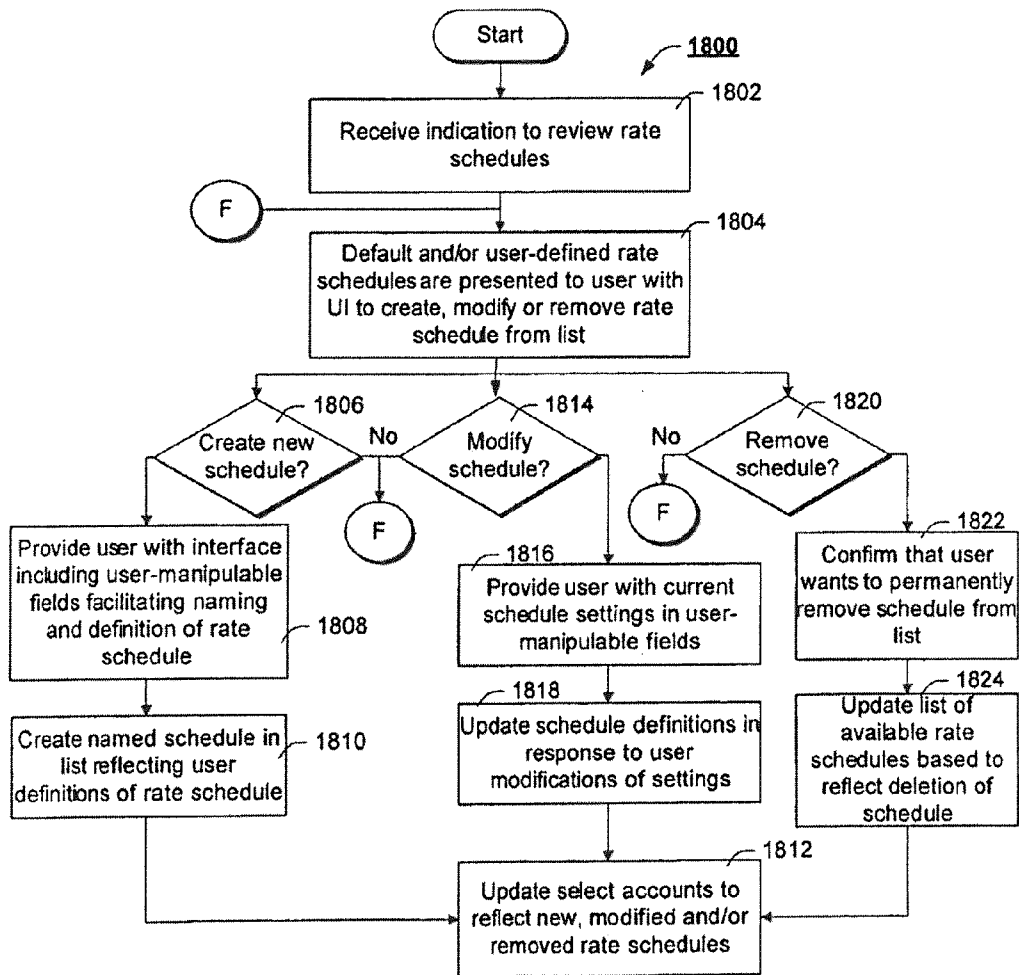 Start
1800
1802
Receive indication to review rate
schedules
F
1804
Default and/or user-defined rate
schedules are presented to user with
UI to create, modify or remove rate
schedule from list
1806
Create new
schedule?
No
1814
Modify
schedule?
F
1820
Remove
schedule?
No
F
Provide user with interface
including user-manipulable
fields facilitating naming
and definition of rate
schedule
1808
1816
Provide user with current
schedule settings in user-
manipulable fields
1822
Confirm that user
wants to permanently
remove schedule from
list
Create named schedule in
list reflecting user
definitions of rate schedule
1810
1818
Update schedule definitions in
response to user
modifications of settings
1824
Update list of
available rate
schedules based to
reflect deletion of
schedule
1812
Update select accounts to
reflect new, modified and/or
removed rate schedules